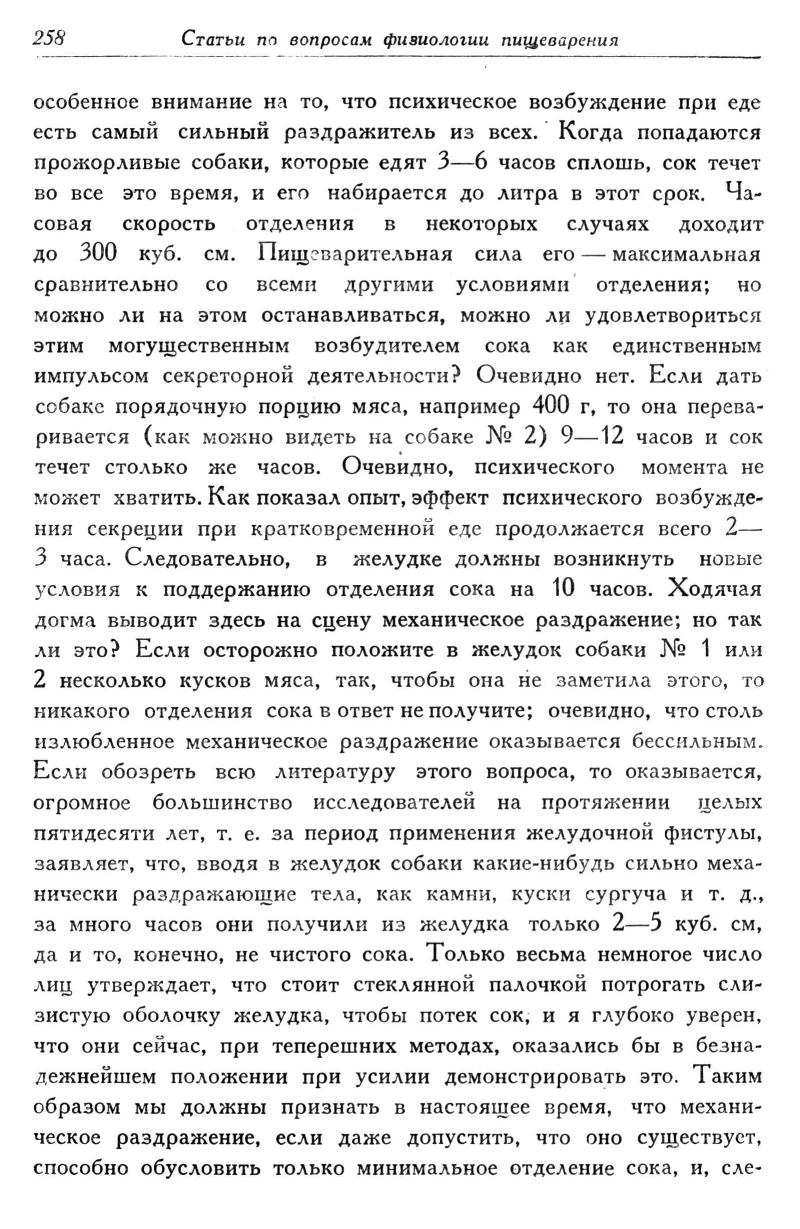 258 Статьи по вопросам физиологии пищеварения
особенное внимание на то, что психическое возбуждение при еде
есть самый сильный раздражитель из всех. Когда попадаются
прожорливые собаки, которые едят 3—6 часов сплошь, сок течет
во все это время, и его набирается до литра в этот срок. Ча-
совая скорость отделения в некоторых случаях доходит
до 300 куб. см. Пищеварительная сила его — максимальная
сравнительно со всеми другими условиями отделения; но
можно ли на этом останавливаться, можно ли удовлетвориться
этим могущественным возбудителем сока как единственным
импульсом секреторной деятельности? Очевидно нет. Если дать
собаке порядочную порцию мяса, например 400 г, то она перева-
ривается (как можно видеть на собаке № 2) 9—12 часов и сок
течет столько же часов. Очевидно, психического момента не
может хватить. Как показал опыт, эффект психического возбужде-
ния секреции при кратковременной еде продолжается всего 2—
3 часа. Следовательно, в желудке должны возникнуть новые
условия к поддержанию отделения сока на 10 часов. Ходячая
догма выводит здесь на сцену механическое раздражение; но так
ли это? Если осторожно положите в желудок собаки № 1 или
2 несколько кусков мяса, так, чтобы она не заметила этого, то
никакого отделения сока в ответ не получите; очевидно, что столь
излюбленное механическое раздражение оказывается бессильным.
Если обозреть всю литературу этого вопроса, то оказывается,
огромное большинство исследователей на протяжении целых
пятидесяти лет, т. е. за период применения желудочной фистулы,
заявляет, что, вводя в желудок собаки какие-нибудь сильно меха-
нически раздражающие тела, как камни, куски сургуча и т. д.,
за много часов они получили из желудка только 2—5 куб. см,
да и то, конечно, не чистого сока. Только весьма немногое число
лиц утверждает, что стоит стеклянной палочкой потрогать сли-
зистую оболочку желудка, чтобы потек сок, и я глубоко уверен,
что они сейчас, при теперешних методах, оказались бы в безна-
дежнейшем положении при усилии демонстрировать это. Таким
образом мы должны признать в настоящее время, что механи-
ческое раздражение, если даже допустить, что оно существует,
способно обусловить только минимальное отделение сока, и, сле-